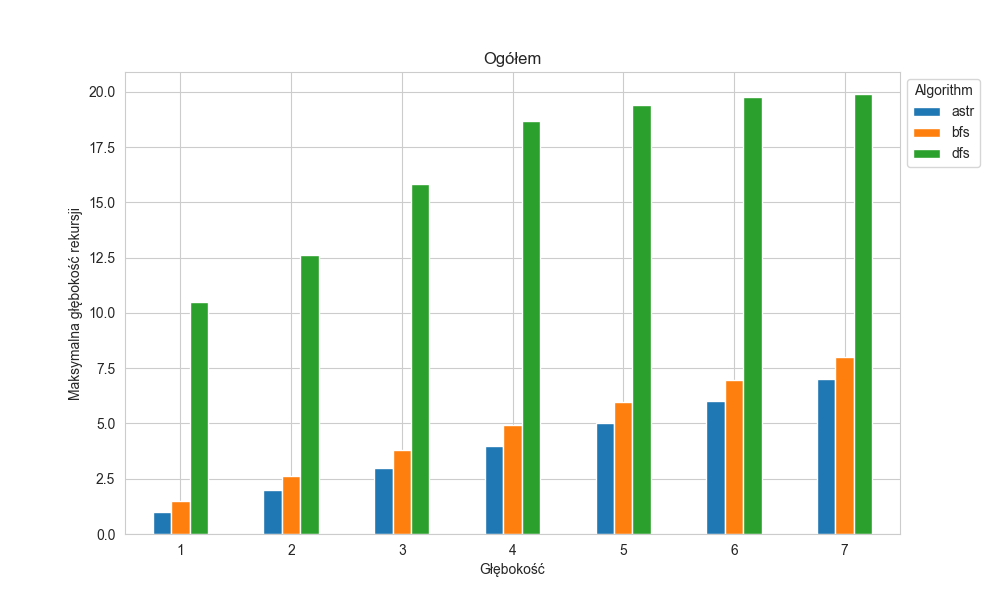 Ogółem
Algorithm
astr
bfs
dfs
Maksymalna głębokość rekursji
20.0
17.5
15.0
12.5
10.0
7.5
5.0
2.5
0.0
1 2 3 4 5 6 7
Głębokość